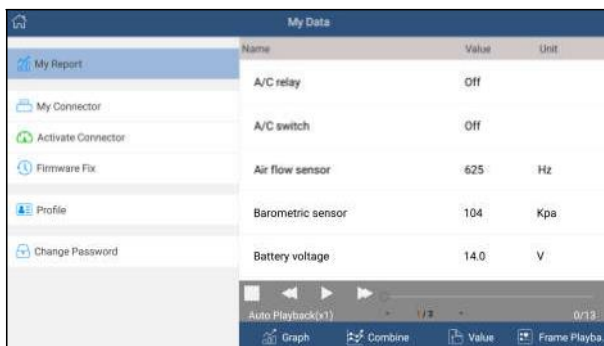 My Data
My Report
My Connector
Activate Connector
Firmware Fix
Profile
Change Password
Name Value Unit
A/C relay Off
A/C switch Off
Air flow sensor 625 Hz
Barometric sensor 104 Kpa
Battery voltage 14.0 V
Auto Playback(x1) 1/3 0/13
Graph Combine Value Frame Playba